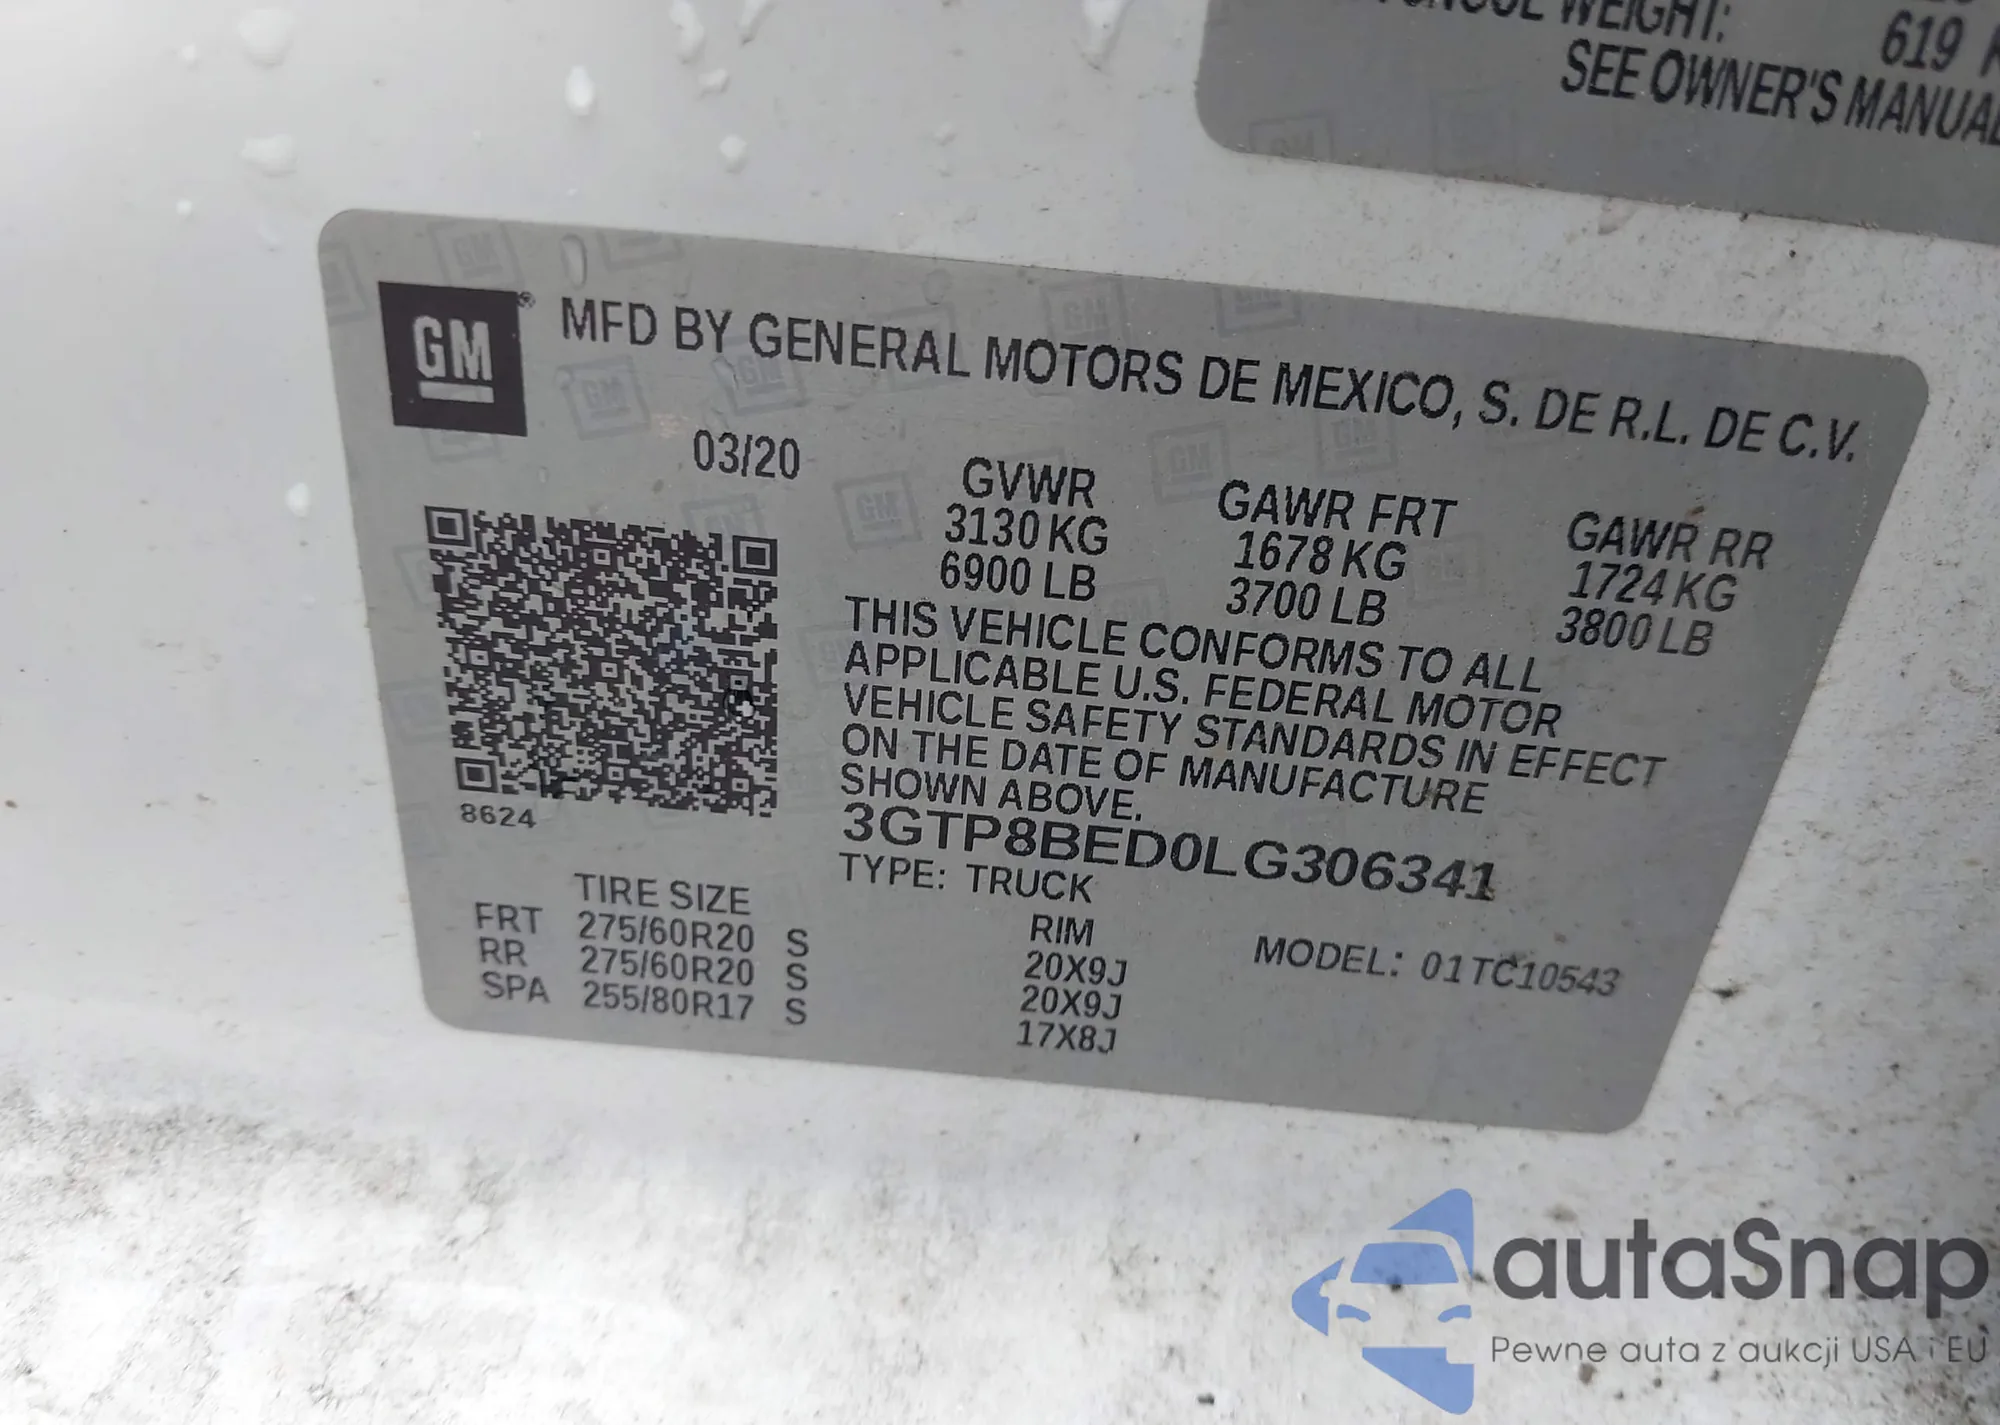 WEIGHT:
619
SEE OWNER'S MANUAL
GM ® MFD BY GENERAL MOTORS DE MEXICO, S. DE R.L. DE C.V.
03/20
GVWR GAWR FRT GAWR RR
3130 KG 1678 KG 1724 KG
6900 LB 3700 LB 3800 LB
THIS VEHICLE CONFORMS TO ALL
APPLICABLE U.S. FEDERAL MOTOR
VEHICLE SAFETY STANDARDS IN EFFECT
ON THE DATE OF MANUFACTURE
SHOWN ABOVE.
8624
3GTP8BED0LG306341
TYPE: TRUCK
TIRE SIZE RIM MODEL: 01TC10543
FRT 275/60R20 S 20X9J
RR 275/60R20 S 20X9J
SPA 255/80R17 S 17X8J
autaSnap
Pewne auta z aukcji USA i EU